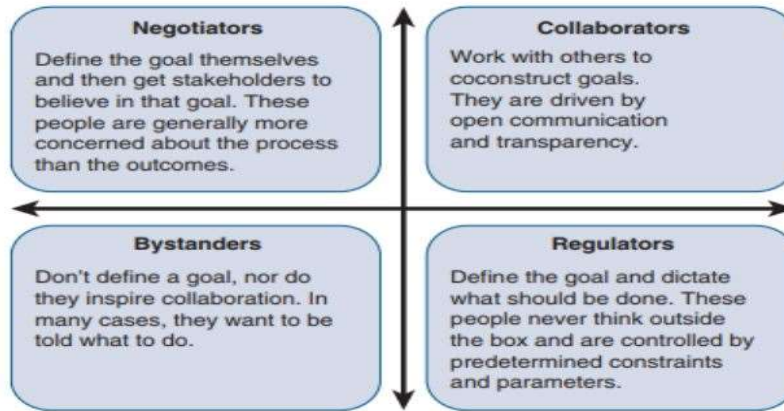 Negotiators
Define the goal themselves
and then get stakeholders to
believe in that goal. These
people are generally more
concerned about the process
than the outcomes.
Collaborators
Work with others to
coconstruct goals.
They are driven by
open communication
and transparency.
Bystanders
Don't define a goal, nor do
they inspire collaboration. In
many cases, they want to be
told what to do.
Regulators
Define the goal and dictate
what should be done. These
people never think outside
the box and are controlled by
predetermined constraints
and parameters.